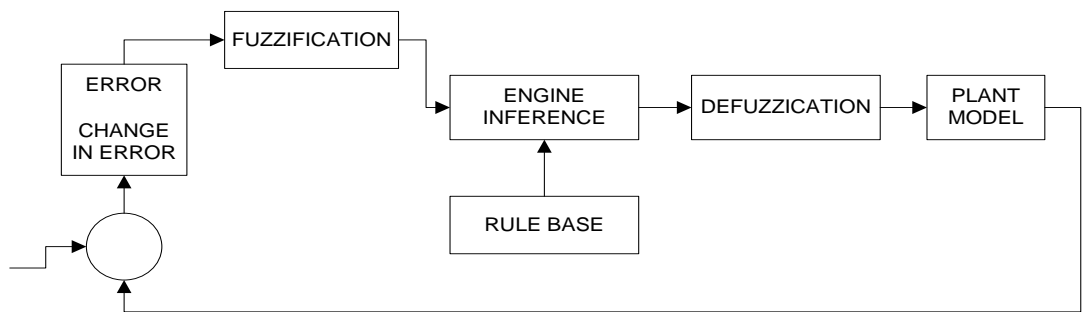 FUZZIFICATION
ERROR
CHANGE
IN ERROR
ENGINE
INFERENCE
DEFUZZICATION
PLANT
MODEL
RULE BASE